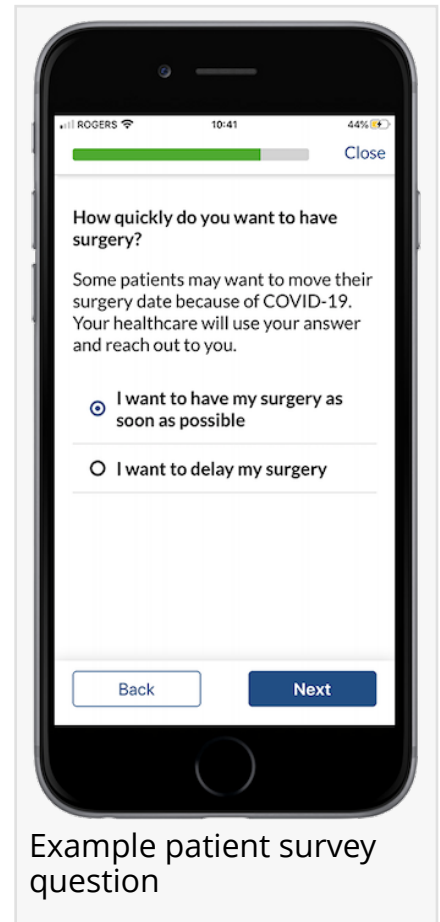 ROGERS 10:41 44%
Close
How quickly do you want to have
surgery?
Some patients may want to move their
surgery date because of COVID-19.
Your healthcare will use your answer
and reach out to you.
I want to have my surgery as
soon as possible
I want to delay my surgery
Back Next
Example patient survey
question